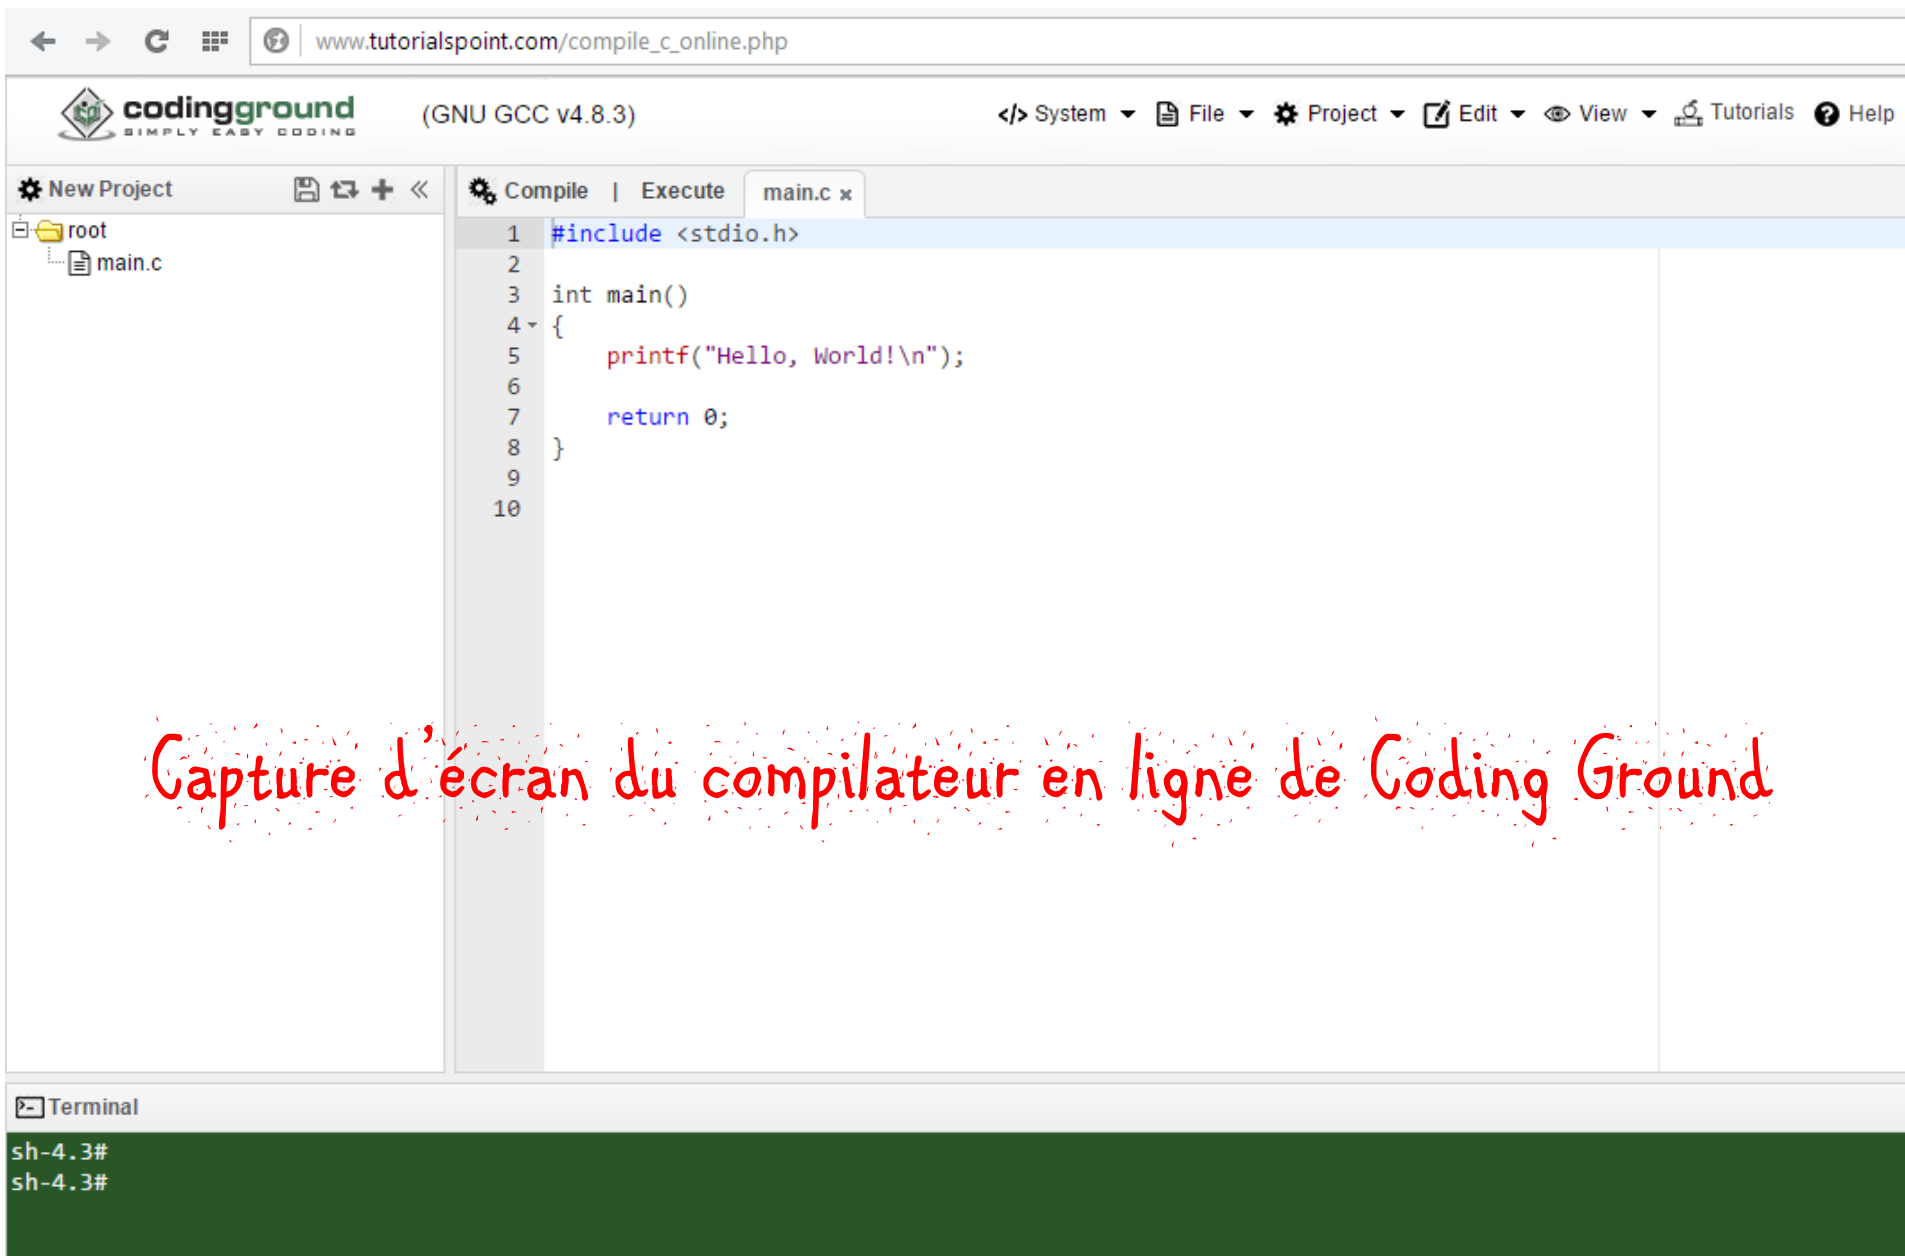 www.tutorialspoint.com/compile_c_online.php
codingground
SIMPLY EASY CODING
(GNU GCC v4.8.3)
</> System File Project Edit View Tutorials Help
New Project
Compile | Execute main.c x
root
main.c
1 #include <stdio.h>
2
3 int main()
4 {
5 printf("Hello, World!\n");
6
7 return 0;
8 }
9
10
Capture d'écran du compilateur en ligne de Coding Ground
Terminal
sh-4.3#
sh-4.3#